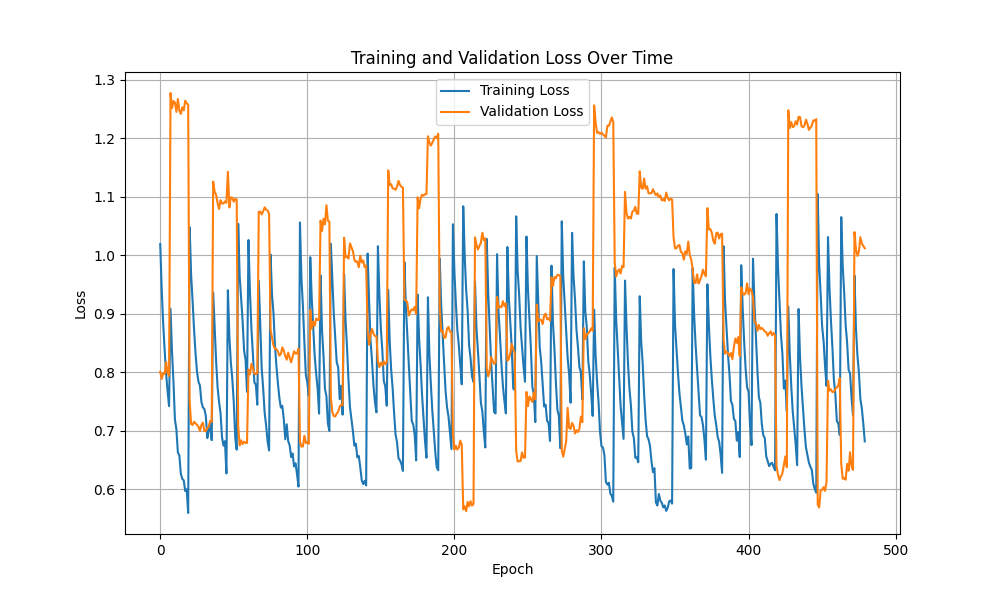 Training and Validation Loss Over Time
Training Loss
Validation Loss
1.3
1.2
1.1
1.0
0.9
0.8
0.7
0.6
Loss
0
100
200
300
400
500
Epoch